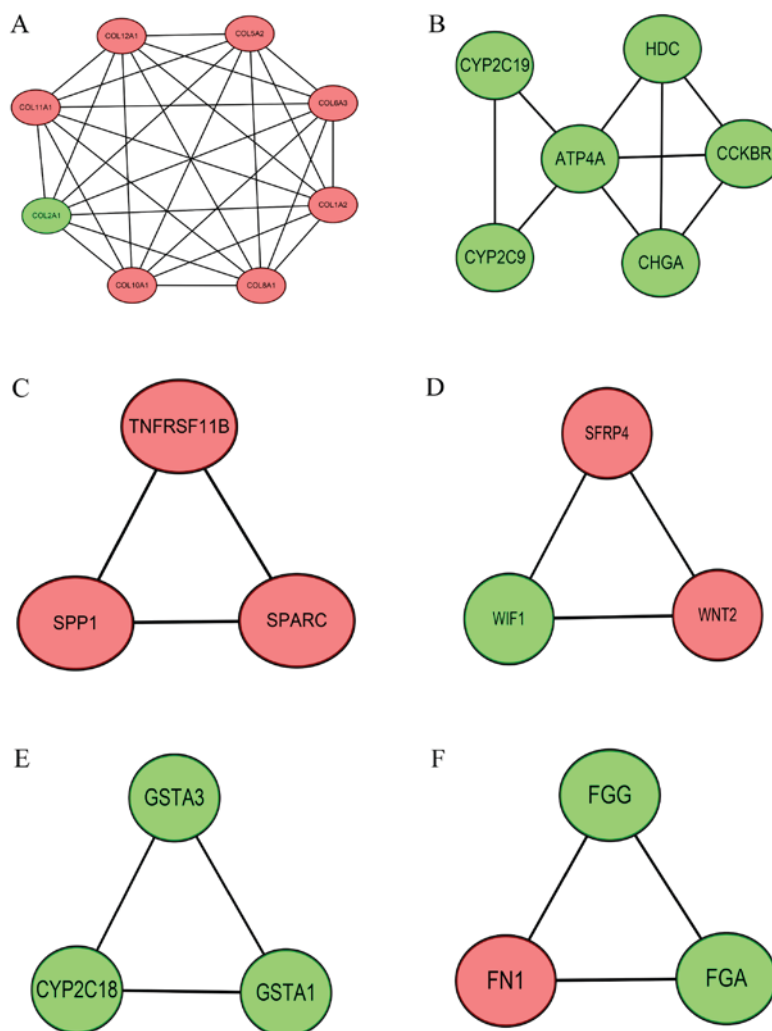 A
COL12A1
COL11A1
COL6A3
COL2A1
COL1A2
COL10A1
COL8A1
B
HDC
CYP2C19
ATP4A
CCKBR
CYP2C9
CHGA
C
TNFRSF11B
SPP1
SPARC
D
SFRP4
WIF1
WNT2
E
GSTA3
CYP2C18
GSTA1
F
FGG
FN1
FGA